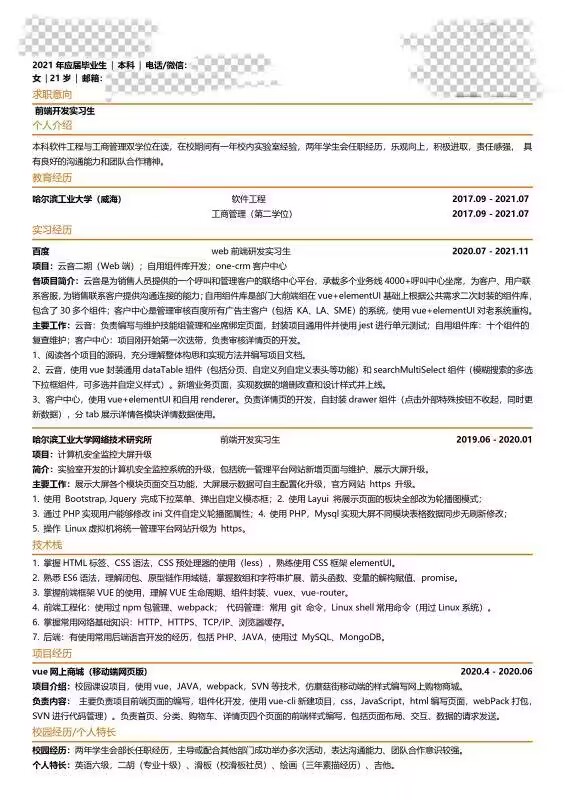 2021 年应届毕业生 | 本科 | 电话/微信:
女 | 21 岁 | 邮箱:
求职意向
前端开发实习生
个人介绍
本科软件工程与工商管理双学位在读，在校期间有一年校内实验室经验，两年学生会任职经历，乐观向上，积极进取，责任感强， 具
有良好的沟通能力和团队合作精神。
教育经历
哈尔滨工业大学（威海） 软件工程 2017.09 - 2021.07
工商管理（第二学位） 2017.09 - 2021.07
实习经历
百度 web 前端研发实习生 2020.07 - 2021.11
项目：云音二期（Web 端）；自用组件库开发；one-crm 客户中心
各项目简介：云音是为销售人员提供的一个呼叫和管理客户的联络中心平台，承载多个业务线 4000+呼叫中心坐席，为客户、用户联
系客服, 为销售联系客户提供沟通连接的能力; 自用组件库是部门大前端组在 vue+elementUI 基础上根据公共需求二次封装的组件库，
包含了 30 多个组件；客户中心是管理审核百度所有广告主客户（包括 KA、LA、SME）的系统，使用 vue+elementUI 对老系统重构。
主要工作：云音：负责编写与维护技能组管理和坐席绑定页面，封装项目通用件并使用 jest 进行单元测试；自用组件库：十个组件的
复查维护；客户中心：项目刚开始第一次迭带，负责审核详情页的开发。
1、阅读各个项目的源码，充分理解整体构思和实现方法并编写项目文档。
2、云音，使用 vue 封装通用 dataTable 组件（包括分页、自定义列自定义表头等功能）和 searchMultiSelect 组件（模糊搜索的多选
下拉框组件，可多选并自定义样式）。新增业务页面，实现数据的增删改查和设计样式并上线。
3、客户中心，使用 vue+elementUI 和自用 renderer。负责详情页的开发，自封装 drawer 组件（点击外部特殊按钮不收起，同时更
新数据），分 tab 展示详情各模块详情数据使用。
哈尔滨工业大学网络技术研究所 前端开发实习生 2019.06 - 2020.01
项目：计算机安全监控大屏升级
简介：实验室开发的计算机安全监控系统的升级，包括统一管理平台网站新增页面与维护、展示大屏升级。
主要工作：展示大屏各个模块页面交互功能，大屏展示数据可自主化配置升级，官方网站 https 升级。
1. 使用 Bootstrap, Jquery 完成下拉菜单、弹出自定义模态框；2. 使用 Layui 将展示页面的板块全部改为轮播图模式；
3. 通过 PHP 实现用户能够修改 ini 文件自定义轮播图属性；4. 使用 PHP，Mysql 实现大屏不同模块表格数据同步无刷新修改；
5. 操作 Linux 虚拟机将统一管理平台网站升级为 https。
技术栈
1. 掌握 HTML 标签、CSS 语法，CSS 预处理器的使用（less），熟练使用 CSS 框架 elementUI。
2. 熟悉 ES6 语法，理解闭包、原型链作用域链，掌握数组和字符串扩展、箭头函数、变量的解构赋值、promise。
3. 掌握前端框架 VUE 的使用，理解 VUE 生命周期、组件封装、vuex、vue-router。
4. 前端工程化：使用过 npm 包管理、webpack； 代码管理：常用 git 命令，Linux shell 常用命令（用过 Linux 系统）。
6. 掌握常用网络基础知识：HTTP、HTTPS、TCP/IP、浏览器缓存。
7. 后端：有使用常用后端语言开发的经历，包括 PHP、JAVA，使用过 MySQL、MongoDB。
项目经历
vue 网上商城（移动端网页版） 2020.4 - 2020.06
项目介绍：校园课设项目，使用 vue，JAVA，webpack，SVN 等技术，仿蘑菇街移动端的样式编写网上购物商城。
负责内容： 主要负责项目前端页面的编写，组件化开发，使用 vue-cli 新建项目，css，JavaScript，html 编写页面，webPack 打包，
SVN 进行代码管理）。负责首页、分类、购物车、详情页四个页面的前端样式编写，包括页面布局、交互、数据的请求发送。
校园经历/个人特长
校园经历：两年学生会部长任职经历，主导或配合其他部门成功举办多次活动，表达沟通能力、团队合作意识较强。
个人特长：英语六级，二胡（专业十级）、滑板（校滑板社员）、绘画（三年素描经历）、吉他。